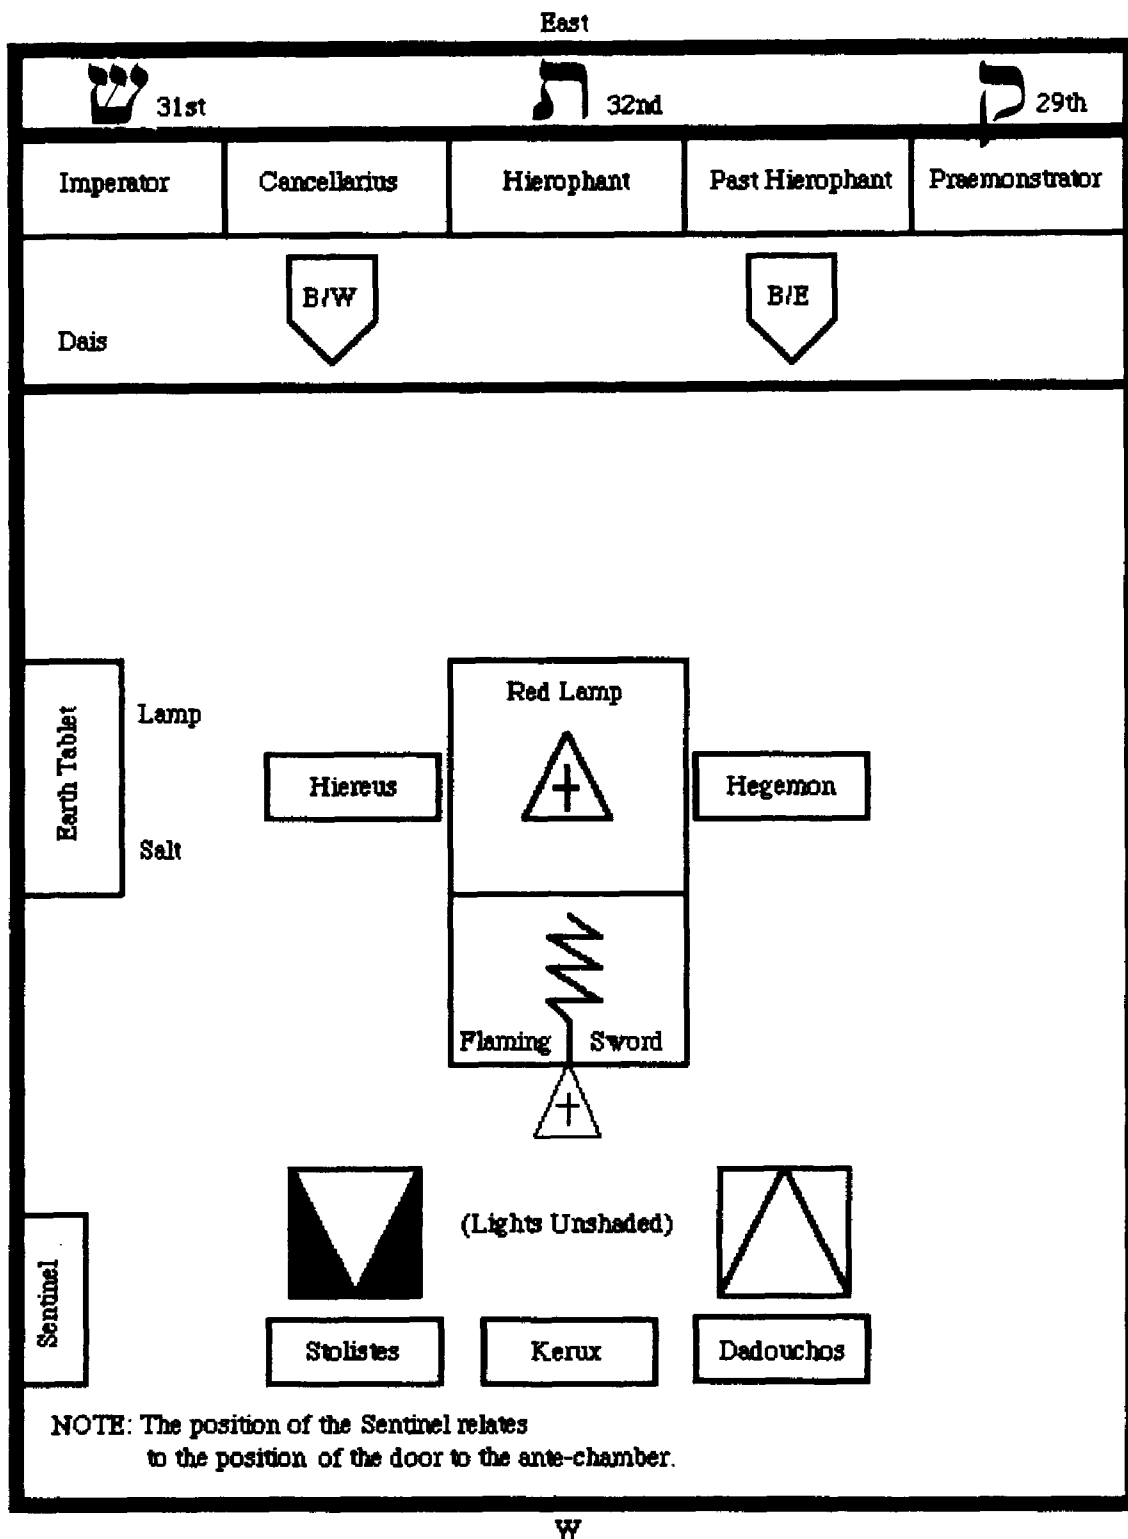 East
ש 31st ת 32nd ק 29th
Imperator Cancellarius Hierophant Past Hierophant Praemonstrator
B/W B/E
Dais
Red Lamp
Lamp
Earth Tablet
Hiereus
Hegemon
Salt
Flaming Sword
(Lights Unshaded)
Sentinel
Stolistes Kerux Dadouchos
NOTE: The position of the Sentinel relates
to the position of the door to the ante-chamber.
W